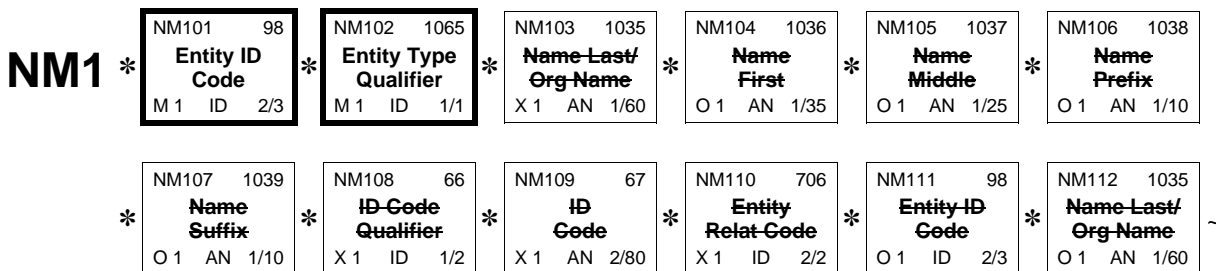 NM101 98 NM102 1065 NM103 1035 NM104 1036 NM105 1037 NM106 1038
NM1 * Entity ID Code * Entity Type Qualifier * Name Last/ Org Name * Name First * Name Middle * Name Prefix
M 1 ID 2/3 M 1 ID 1/1 X 1 AN 1/60 O 1 AN 1/35 O 1 AN 1/25 O 1 AN 1/10
NM107 1039 NM108 66 NM109 67 NM110 706 NM111 98 NM112 1035
* Name Suffix * ID Code Qualifier * ID Code * Entity Relat Code * Entity ID Code * Name Last/ Org Name ~
O 1 AN 1/10 X 1 ID 1/2 X 1 AN 2/80 X 1 ID 2/2 O 1 ID 2/3 O 1 AN 1/60